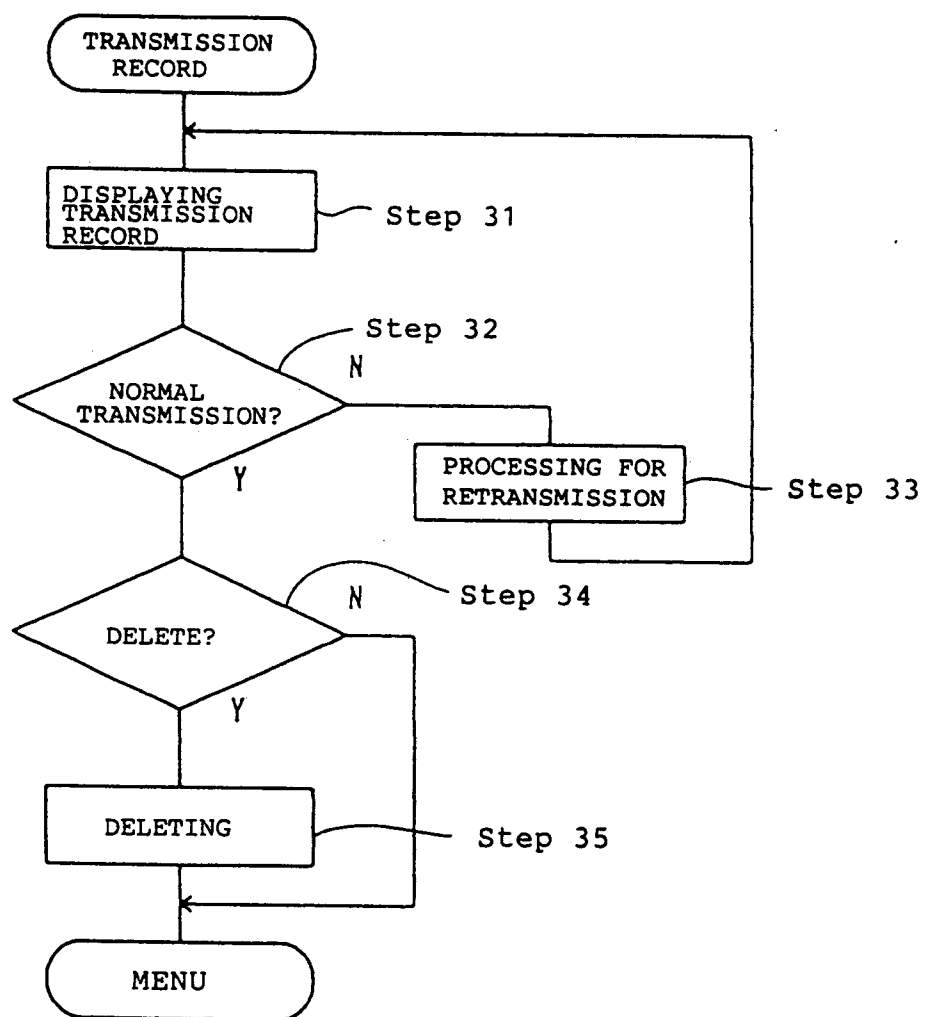 TRANSMISSION
RECORD
DISPLAYING
TRANSMISSION
RECORD
Step 31
Step 32
N
NORMAL
TRANSMISSION?
Y
PROCESSING FOR
RETRANSMISSION
Step 33
Step 34
N
DELETE?
Y
DELETING
Step 35
MENU